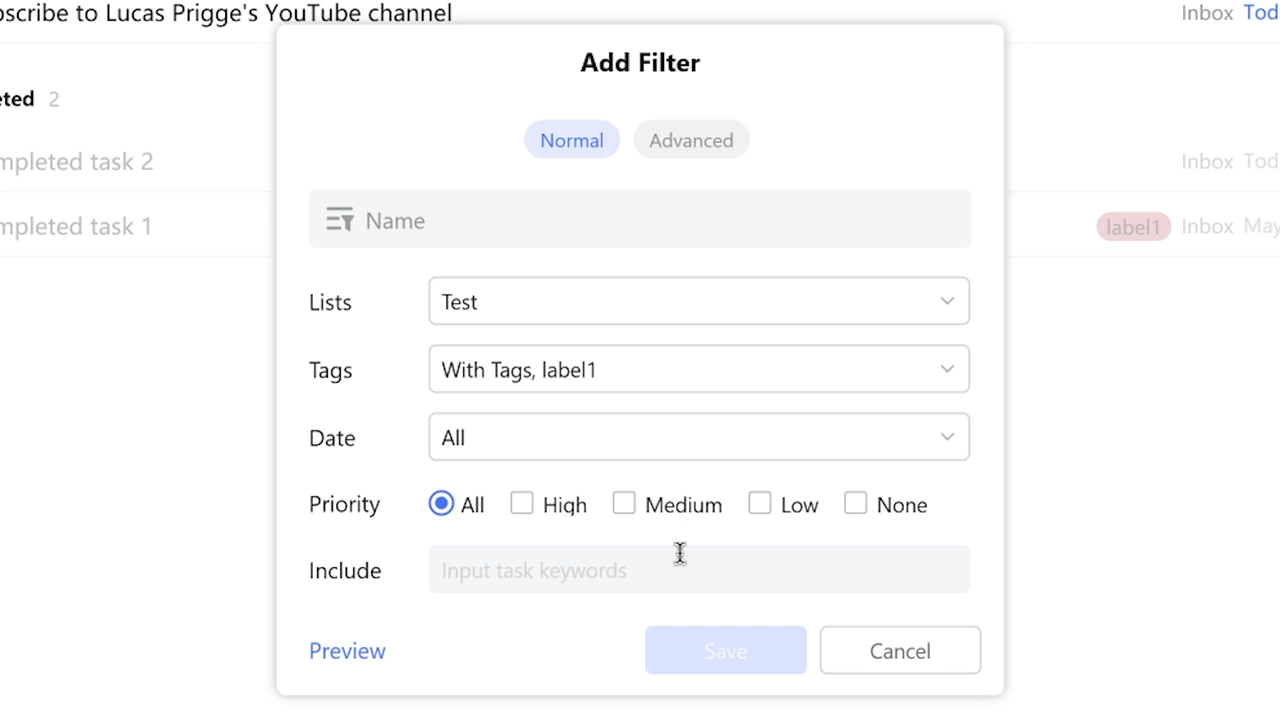 bscribe to Lucas Prigge's YouTube channel Inbox Tod
Add Filter
eted 2
Normal Advanced
mpleted task 2 Inbox Tod
Name
mpleted task 1 label1 Inbox May
Lists Test
Tags With Tags, label1
Date All
Priority All High Medium Low None
Include Input task keywords
Preview Save Cancel